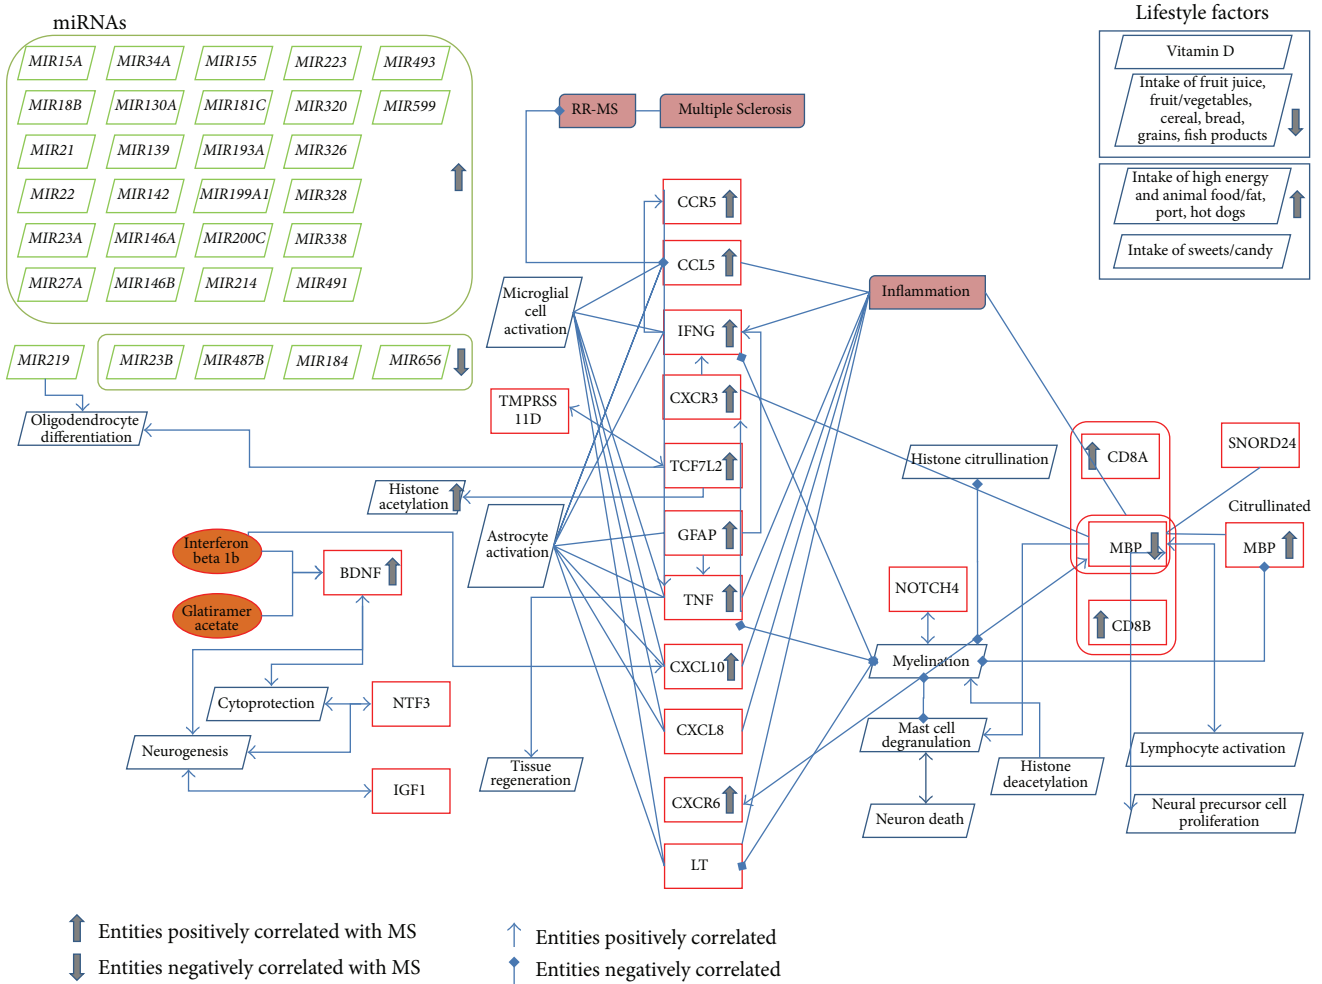 miRNAs
MIR15A
MIR34A
MIR155
MIR223
MIR493
MIR18B
MIR130A
MIR181C
MIR320
MIR599
MIR21
MIR139
MIR193A
MIR326
MIR22
MIR142
MIR199A1
MIR328
MIR23A
MIR146A
MIR200C
MIR338
MIR27A
MIR146B
MIR214
MIR491
MIR219
MIR23B
MIR487B
MIR184
MIR656
Oligodendrocyte
differentiation
Histone
acetylation
Interferon
beta 1b
Glatiramer
acetate
BDNF
Cytoprotection
NTF3
Neurogenesis
IGF1
RR-MS
Multiple Sclerosis
Microglial
cell
activation
TMPRSS
11D
Astrocyte
activation
Tissue
regeneration
CCR5
CCL5
IFNG
CXCR3
TCF7L2
GFAP
TNF
CXCL10
CXCL8
CXCR6
LT
Inflammation
Histone citrullination
NOTCH4
Myelination
Mast cell
degranulation
Neuron death
Histone
deacetylation
CD8A
MBP
CD8B
SNORD24
Citrullinated
MBP
Lymphocyte activation
Neural precursor cell
proliferation
Lifestyle factors
Vitamin D
Intake of fruit juice,
fruit/vegetables,
cereal, bread,
grains, fish products
Intake of high energy
and animal food/fat,
port, hot dogs
Intake of sweets/candy
Entities positively correlated with MS
Entities negatively correlated with MS
Entities positively correlated
Entities negatively correlated